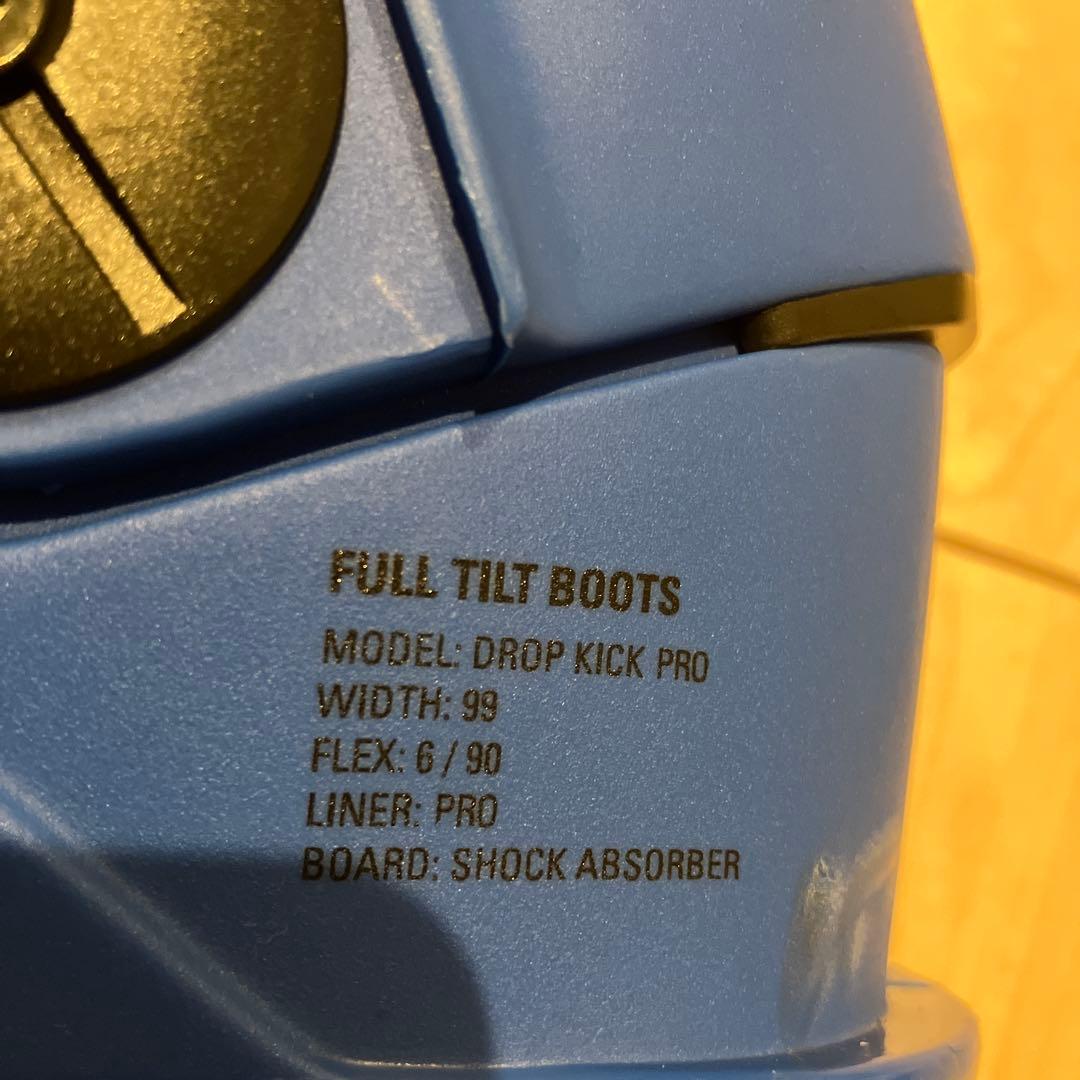 FULL TILT BOOTS
MODEL: DROP KICK PRO
WIDTH: 99
FLEX: 6 / 90
LINER: PRO
BOARD: SHOCK ABSORBER